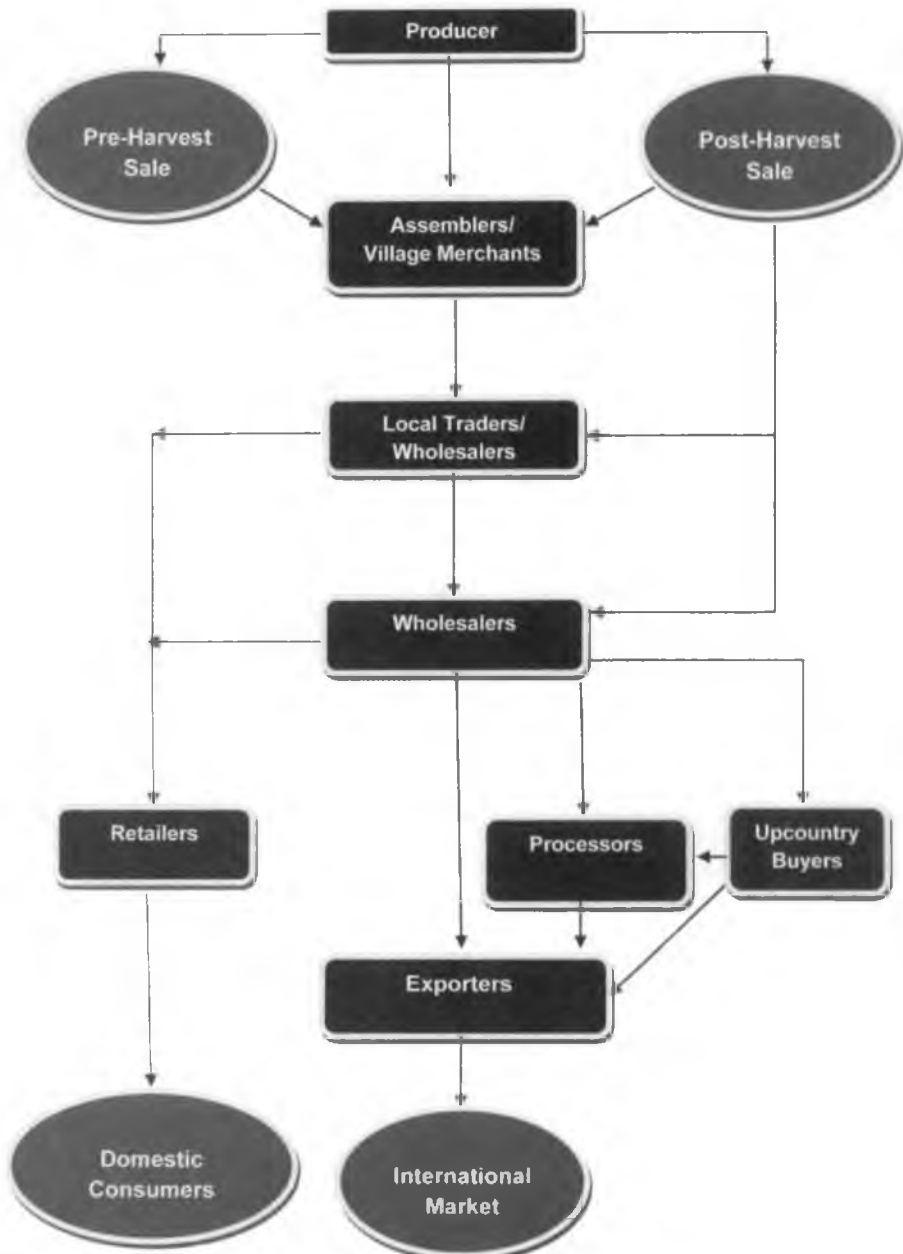 Producer
Pre-Harvest
Sale
Post-Harvest
Sale
Assemblers/
Village Merchants
Local Traders/
Wholesalers
Wholesalers
Retailers
Processors
Upcountry
Buyers
Exporters
Domestic
Consumers
International
Market